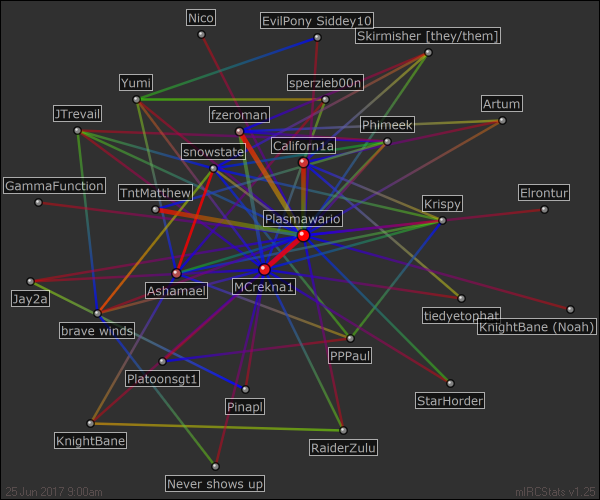 Nico
EvilPony Siddey10
Skirmisher [they/them]
Yumi
sperzieb00n
JTrevail
fzeroman
Artum
Phimeek
Californ1a
snowstate
GammaFunction
TntMatthew
Elrontur
Krispy
Plasmawario
Ashamael
MCrekna1
Jay2a
tiedyetophat
KnightBane (Noah)
brave winds
PPPaul
Platoonsgt1
StarHorder
Pinapl
KnightBane
RaiderZulu
Never shows up
25 Jun 2017 9:00am
mIRCStats v1.25